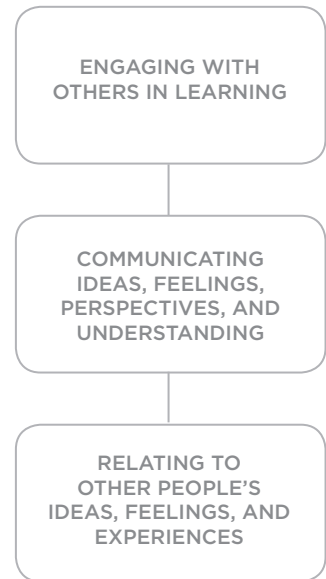 ENGAGING WITH
OTHERS IN LEARNING
COMMUNICATING
IDEAS, FEELINGS,
PERSPECTIVES, AND
UNDERSTANDING
RELATING TO
OTHER PEOPLE’S
IDEAS, FEELINGS, AND
EXPERIENCES